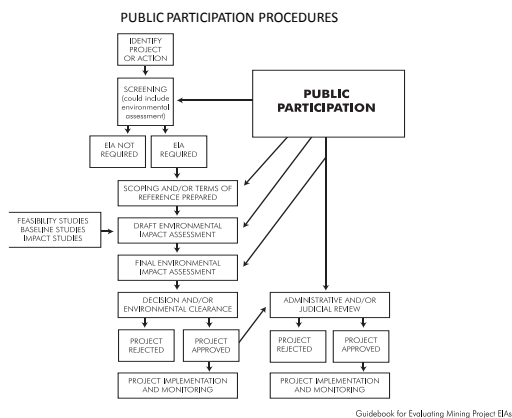 PUBLIC PARTICIPATION PROCEDURES
IDENTIFY
PROJECT
OR ACTION
SCREENING
(could include
environmental
assessment)
PUBLIC
PARTICIPATION
EIA NOT
REQUIRED
EIA
REQUIRED
SCOPING AND/OR TERMS OF
REFERENCE PREPARED
FEASIBILITY STUDIES
BASELINE STUDIES
IMPACT STUDIES
DRAFT ENVIRONMENTAL
IMPACT ASSESSMENT
FINAL ENVIRONMENTAL
IMPACT ASSESSMENT
DECISION AND/OR
ENVIRONMENTAL CLEARANCE
ADMINISTRATIVE AND/OR
JUDICIAL REVIEW
PROJECT
REJECTED
PROJECT
APPROVED
PROJECT
REJECTED
PROJECT
APPROVED
PROJECT IMPLEMENTATION
AND MONITORING
PROJECT IMPLEMENTATION
AND MONITORING
Guidebook for Evaluating Mining Project EIAs